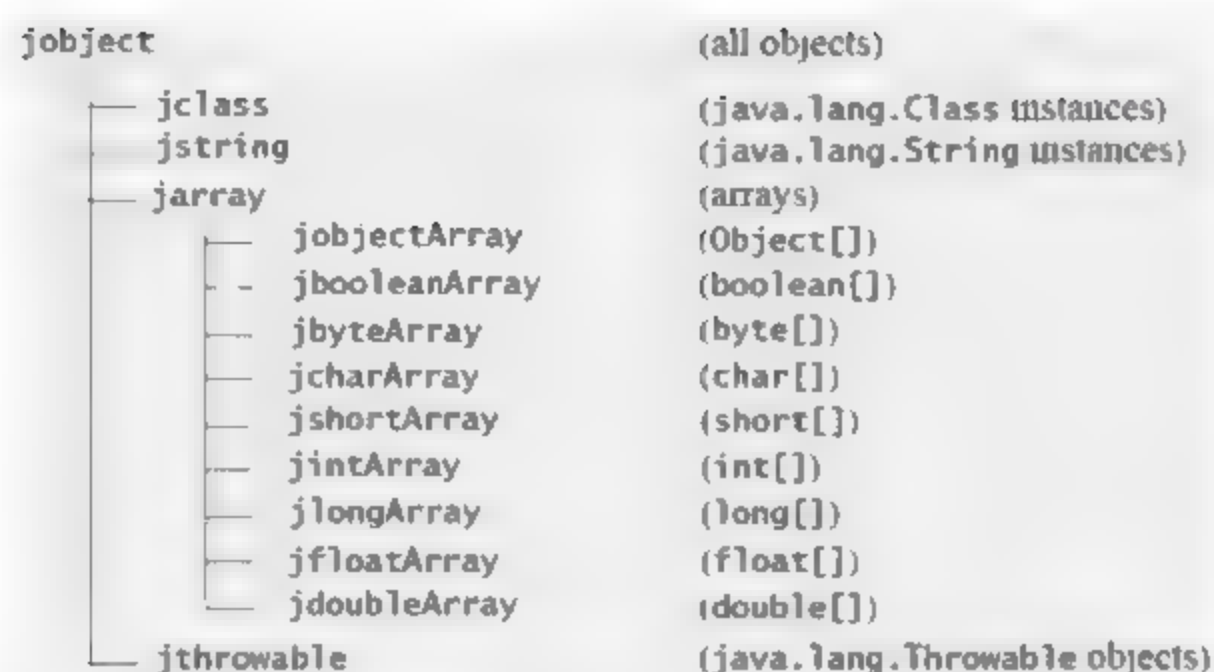 jobject (all objects)
jclass (java.lang.Class instances)
jstring (java.lang.String instances)
jarray (arrays)
jobjectArray (Object[])
jbooleanArray (boolean[])
jbyteArray (byte[])
jcharArray (char[])
jshortArray (short[])
jintArray (int[])
jlongArray (long[])
jfloatArray (float[])
jdoubleArray (double[])
jthrowable (java.lang.Throwable objects)